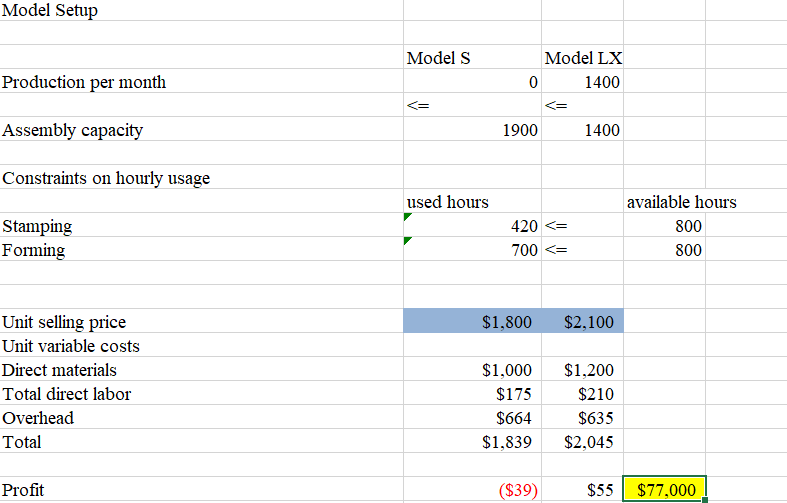 Model Setup
Model S Model LX
Production per month 0 1400
<= <=
Assembly capacity 1900 1400
Constraints on hourly usage
used hours available hours
Stamping 420 <= 800
Forming 700 <= 800
Unit selling price $1,800 $2,100
Unit variable costs
Direct materials $1,000 $1,200
Total direct labor $175 $210
Overhead $664 $635
Total $1,839 $2,045
Profit ($39) $55 $77,000